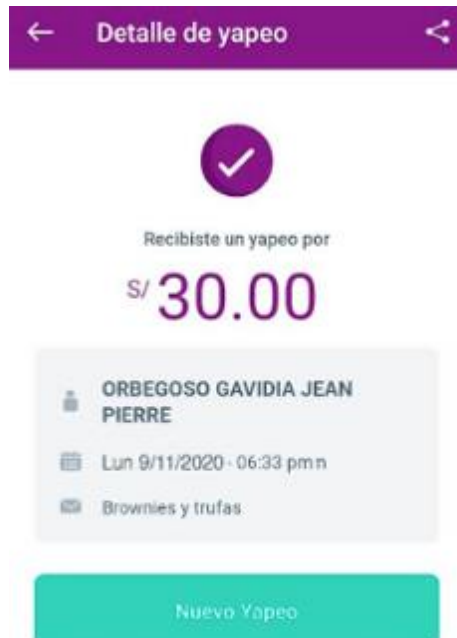 Detalle de yapeo
Recibiste un yapeo por
S/ 30.00
ORBEGOSO GAVIDIA JEAN
PIERRE
Lun 9/11/2020 - 06:33 pm n
Brownies y trufas
Nuevo Yapeo